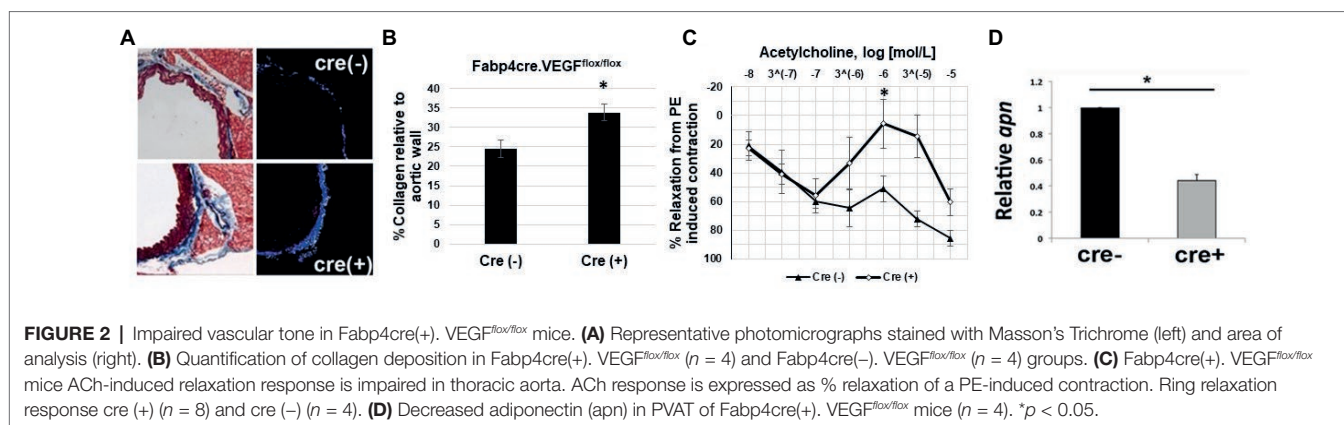 A
cre(-)
cre(+)
B
Fabp4cre.VEGFflox/flox
% Collagen relative to
aortic wall
40
35
30
25
20
15
10
5
0
*
Cre (-)
Cre (+)
C
Acetylcholine, log [mol/L]
-8 3^(-7) -7 3^(-6) -6 3^(-5) -5
% Relaxation from PE
induced contraction
-20
0
20
40
60
80
100
*
Cre (-) Cre (+)
D
Relative apn
1.2
1
0.8
0.6
0.4
0.2
0
*
cre-
cre+
FIGURE 2 | Impaired vascular tone in Fabp4cre(+). VEGFflox/flox mice. (A) Representative photomicrographs stained with Masson's Trichrome (left) and area of
analysis (right). (B) Quantification of collagen deposition in Fabp4cre(+). VEGFflox/flox (n = 4) and Fabp4cre(–). VEGFflox/flox (n = 4) groups. (C) Fabp4cre(+). VEGFflox/flox
mice ACh-induced relaxation response is impaired in thoracic aorta. ACh response is expressed as % relaxation of a PE-induced contraction. Ring relaxation
response cre (+) (n = 8) and cre (–) (n = 4). (D) Decreased adiponectin (apn) in PVAT of Fabp4cre(+). VEGFflox/flox mice (n = 4). *p < 0.05.